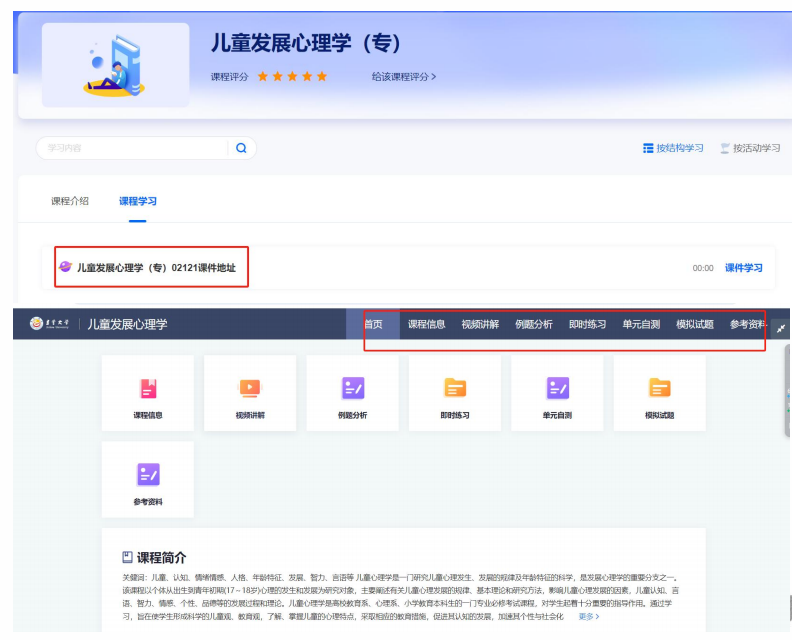 儿童发展心理学（专）
课程评分 给该课程评分 >
学习内容
按结构学习 按活动学习
课程介绍 课程学习
儿童发展心理学（专）02121课件地址 00:00 课件学习
儿童发展心理学 首页 课程信息 视频讲解 例题分析 即时练习 单元自测 模拟试题 参考资料
课程信息 视频讲解 例题分析 即时练习 单元自测 模拟试题
参考资料
课程简介
关键词：儿童、认知、情绪情感、人格、年龄特征、发展、智力、言语等 儿童心理学是一门研究儿童心理发生、发展的规律及年龄特征的科学，是发展心理学的重要分支之一。
该课程以个体从出生到青年初期(17～18岁)心理的发生和发展为研究对象，主要阐述有关儿童心理发展的规律、基本理论和研究方法，影响儿童心理发展的因素，儿童认知、言
语、智力、情感、个性、品德等的发展过程和理论。儿童心理学是高校教育系、心理系、小学教育本科生的一门专业必修考试课程，对学生起着十分重要的指导作用。通过学
习，旨在使学生形成科学的儿童观、教育观，了解、掌握儿童的心理特点，采取相应的教育措施，促进其认知的发展，加速其个性与社会化 更多 >